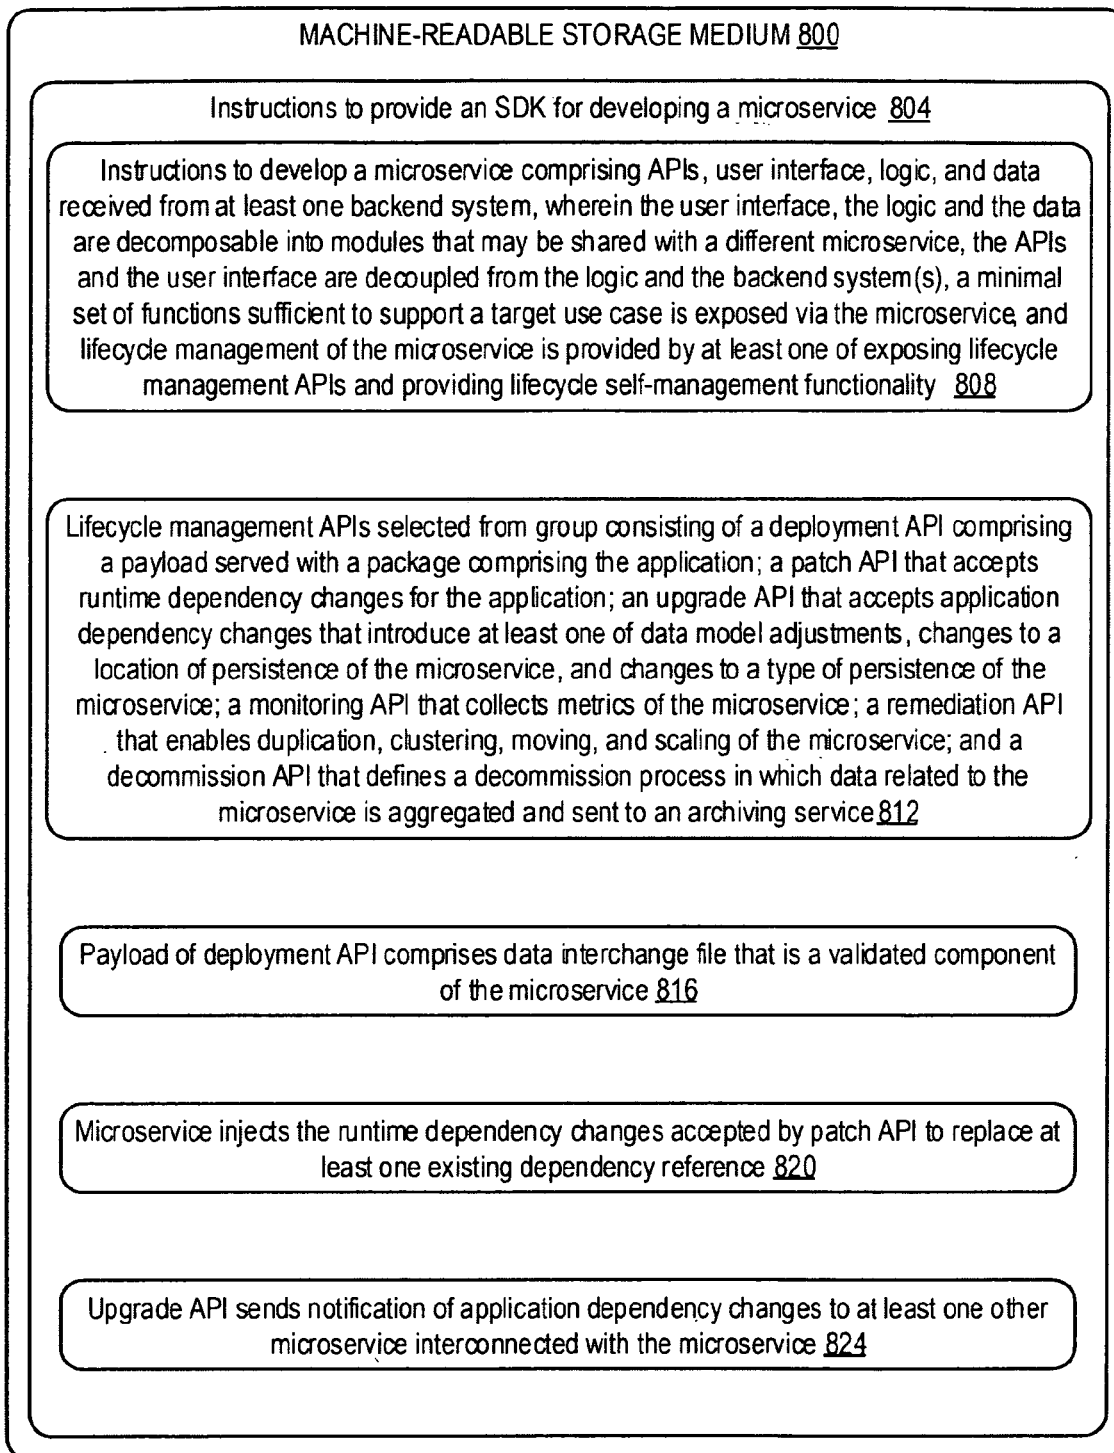 MACHINE-READABLE STORAGE MEDIUM 800
Instructions to provide an SDK for developing a microservice 804
Instructions to develop a microservice comprising APIs, user interface, logic, and data
received from at least one backend system, wherein the user interface, the logic and the data
are decomposable into modules that may be shared with a different microservice, the APIs
and the user interface are decoupled from the logic and the backend system(s), a minimal
set of functions sufficient to support a target use case is exposed via the microservice, and
lifecycle management of the microservice is provided by at least one of exposing lifecycle
management APIs and providing lifecycle self-management functionality 808
Lifecycle management APIs selected from group consisting of a deployment API comprising
a payload served with a package comprising the application; a patch API that accepts
runtime dependency changes for the application; an upgrade API that accepts application
dependency changes that introduce at least one of data model adjustments, changes to a
location of persistence of the microservice, and changes to a type of persistence of the
microservice; a monitoring API that collects metrics of the microservice; a remediation API
that enables duplication, clustering, moving, and scaling of the microservice; and a
decommission API that defines a decommission process in which data related to the
microservice is aggregated and sent to an archiving service 812
Payload of deployment API comprises data interchange file that is a validated component
of the microservice 816
Microservice injects the runtime dependency changes accepted by patch API to replace at
least one existing dependency reference 820
Upgrade API sends notification of application dependency changes to at least one other
microservice interconnected with the microservice 824